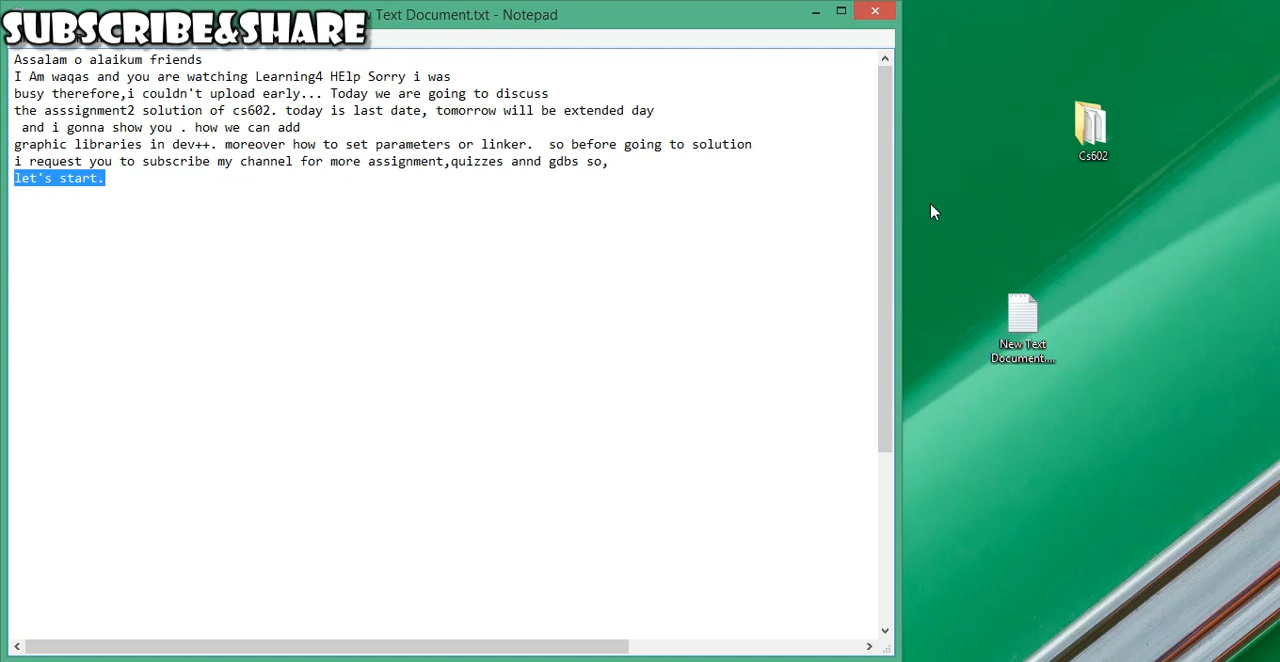 SUBSCRIBE&SHARE
Text Document.txt - Notepad
Assalam o alaikum friends
I Am waqas and you are watching Learning4 HElp Sorry i was
busy therefore,i couldn't upload early... Today we are going to discuss
the asssignment2 solution of cs602. today is last date, tomorrow will be extended day
and i gonna show you . how we can add
graphic libraries in dev++. moreover how to set parameters or linker.  so before going to solution
i request you to subscribe my channel for more assignment,quizzes annd gdbs so,
let's start.
Cs602
New Text
Document....